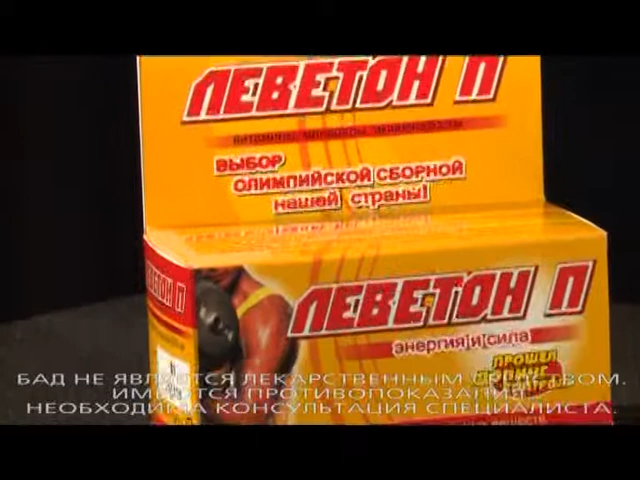 ЛЕВЕТОН П
ВЫБОР
ОЛИМПИЙСКОЙ СБОРНОЙ
нашей страны!
ЛЕВЕТОН П
ЛЕВЕТОН П
энергия и сила
ПРОШЕЛ
БАД НЕ ЯВЛЯЕТСЯ ЛЕКАРСТВЕННЫМ СРЕДСТВОМ.
ИМЕЮТСЯ ПРОТИВОПОКАЗАНИЯ
НЕОБХОДИМА КОНСУЛЬТАЦИЯ СПЕЦИАЛИСТА.